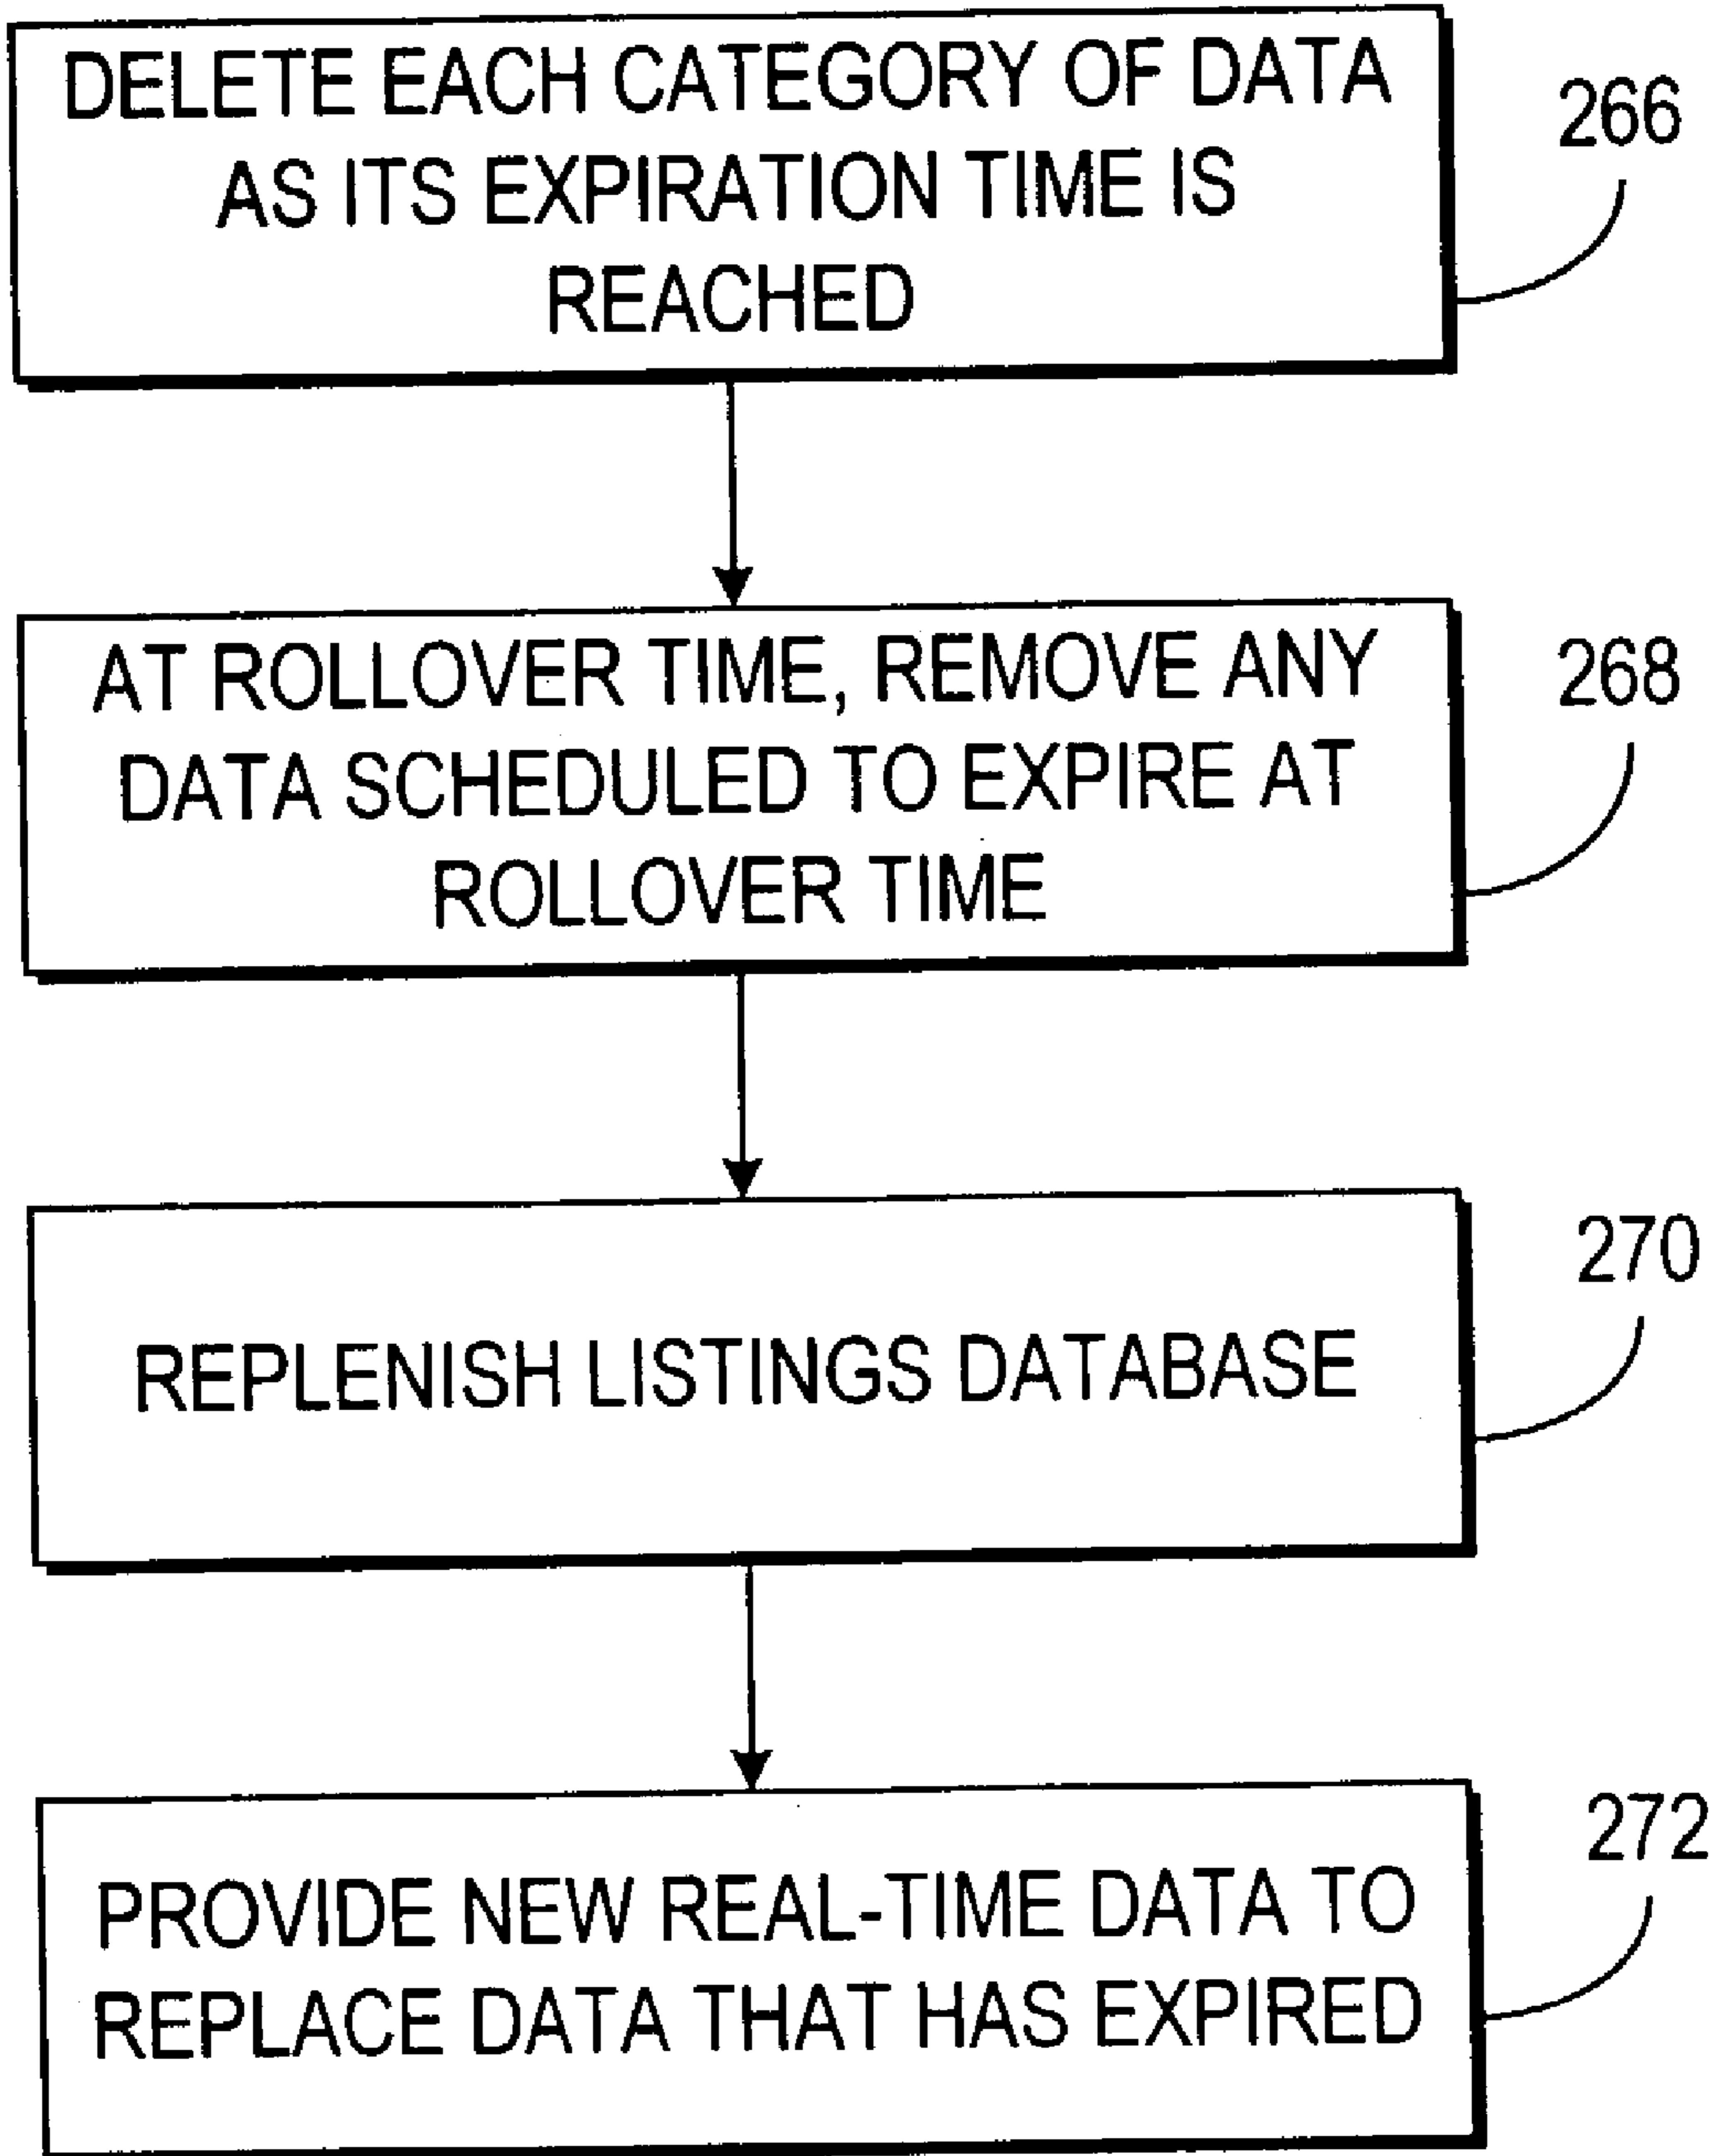 DELETE EACH CATEGORY OF DATA
AS ITS EXPIRATION TIME IS
REACHED
266
AT ROLLOVER TIME, REMOVE ANY
DATA SCHEDULED TO EXPIRE AT
ROLLOVER TIME
268
REPLENISH LISTINGS DATABASE
270
PROVIDE NEW REAL-TIME DATA TO
REPLACE DATA THAT HAS EXPIRED
272